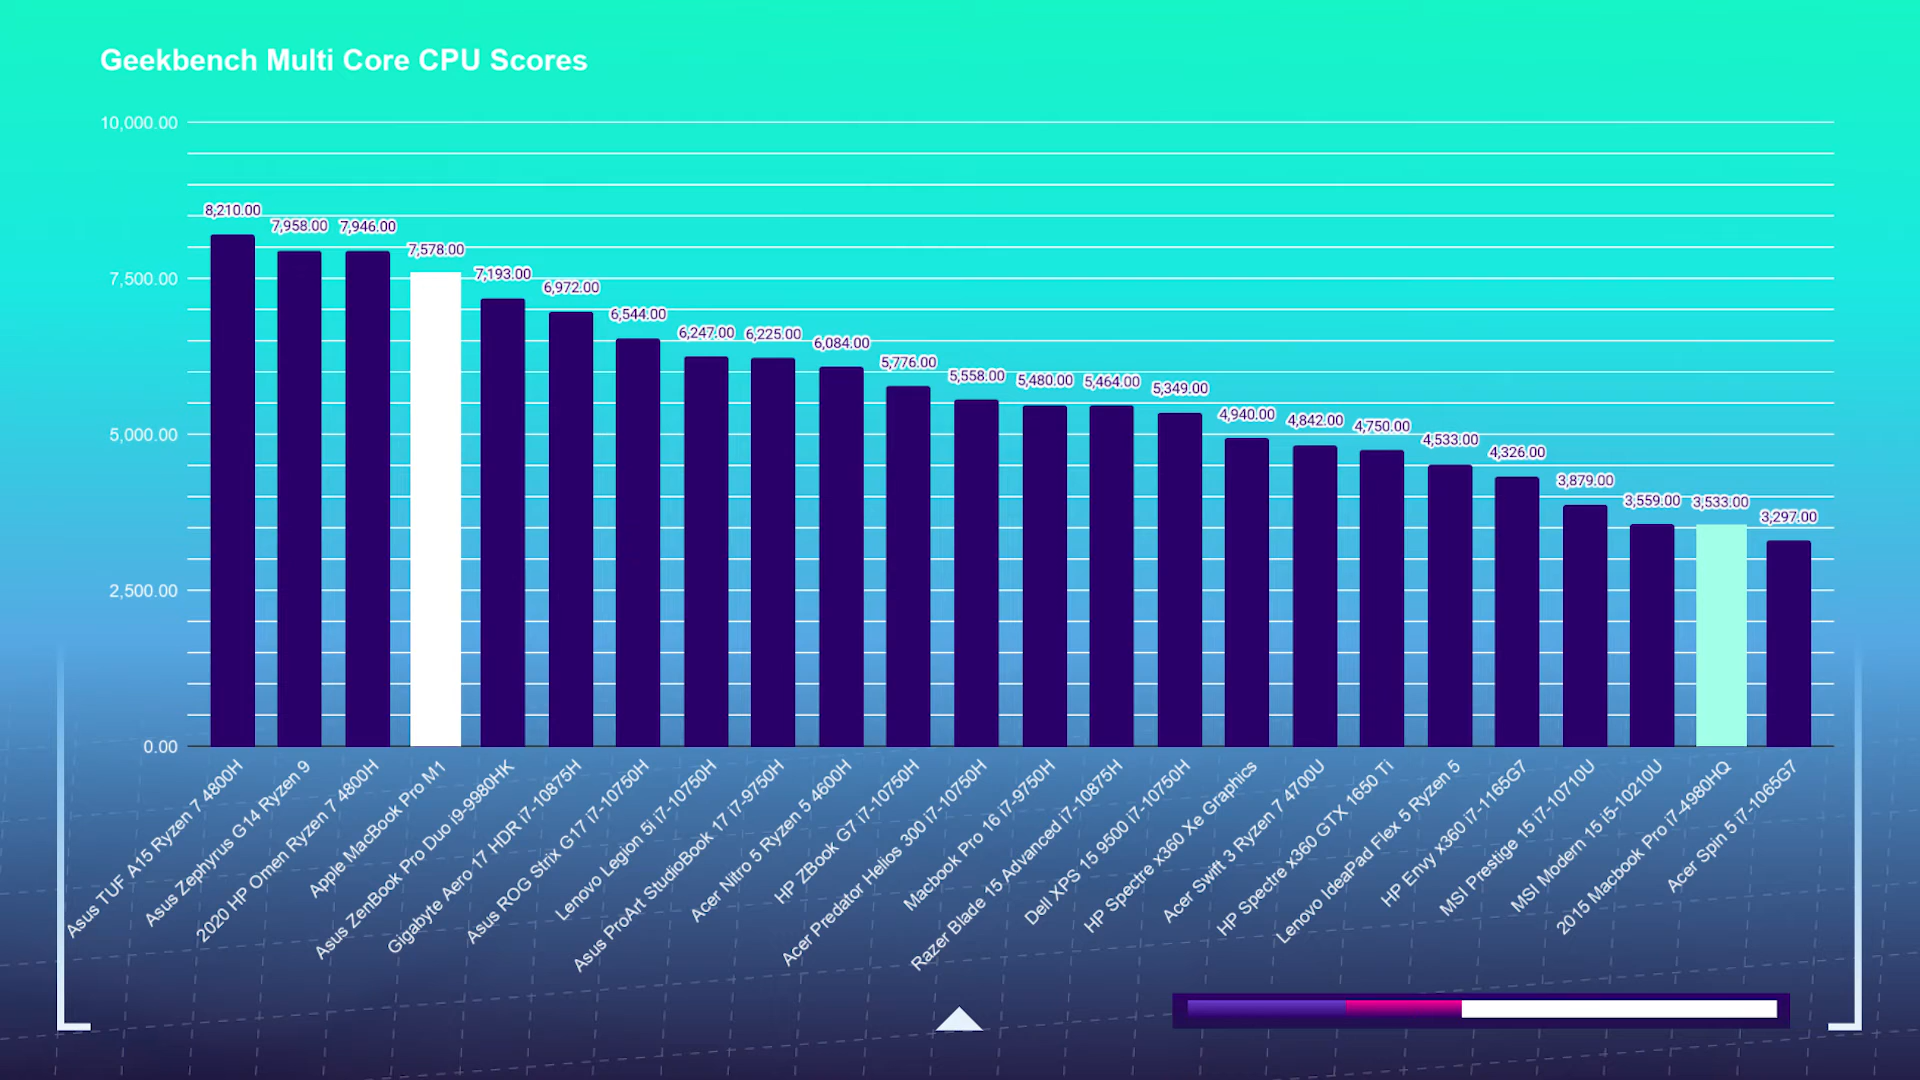 Geekbench Multi Core CPU Scores
10,000.00
7,500.00
5,000.00
2,500.00
0.00
8,210.00
7,958.00
7,946.00
7,578.00
7,193.00
6,972.00
6,544.00
6,247.00
6,225.00
6,084.00
5,776.00
5,558.00
5,480.00
5,464.00
5,349.00
4,940.00
4,842.00
4,750.00
4,533.00
4,326.00
3,879.00
3,559.00
3,533.00
3,297.00
Asus TUF A15 Ryzen 7 4800H
Asus Zephyrus G14 Ryzen 9
2020 HP Omen Ryzen 7 4800H
Apple MacBook Pro M1
Asus ZenBook Pro Duo i9-9980HK
Gigabyte Aero 17 HDR i7-10875H
Asus ROG Strix G17 i7-10750H
Lenovo Legion 5i i7-10750H
Asus ProArt StudioBook 17 i7-9750H
Acer Nitro 5 Ryzen 5 4600H
HP ZBook G7 i7-10750H
Acer Predator Helios 300 i7-10750H
Macbook Pro 16 i7-9750H
Razer Blade 15 Advanced i7-10875H
Dell XPS 15 9500 i7-10750H
HP Spectre x360 Xe Graphics
Acer Swift 3 Ryzen 7 4700U
HP Spectre x360 GTX 1650 Ti
Lenovo IdeaPad Flex 5 Ryzen 5
HP Envy x360 i7-1165G7
MSI Prestige 15 i7-10710U
MSI Modern 15 i5-10210U
2015 Macbook Pro i7-4980HQ
Acer Spin 5 i7-1065G7